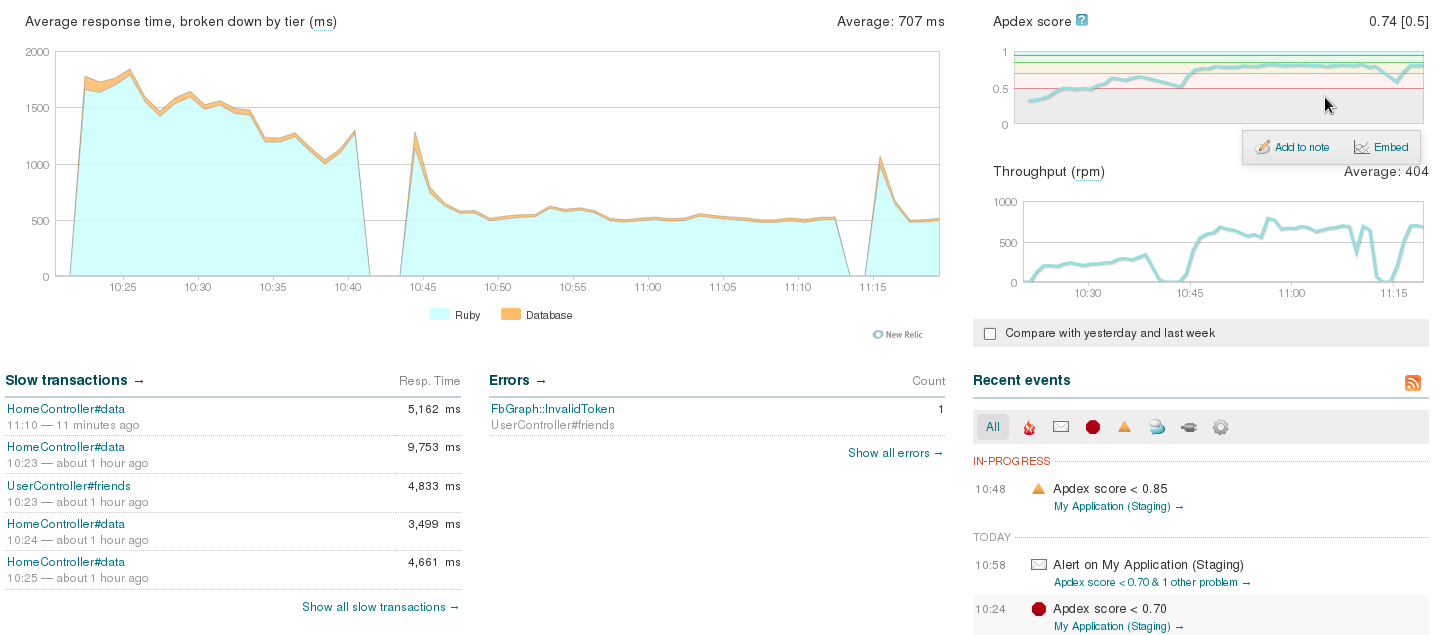 Average response time, broken down by tier (ms)
Average: 707 ms
2000
1500
1000
500
0
10:25 10:30 10:35 10:40 10:45 10:50 10:55 11:00 11:05 11:10 11:15
Ruby Database
New Relic
Apdex score ?
0.74 [0.5]
1
0.5
0
Add to note Embed
Throughput (rpm)
Average: 404
1000
500
0
10:30 10:45 11:00 11:15
Compare with yesterday and last week
Slow transactions →
Resp. Time
HomeController#data 5,162 ms
11:10 — 11 minutes ago
HomeController#data 9,753 ms
10:23 — about 1 hour ago
UserController#friends 4,833 ms
10:23 — about 1 hour ago
HomeController#data 3,499 ms
10:24 — about 1 hour ago
HomeController#data 4,661 ms
10:25 — about 1 hour ago
Show all slow transactions →
Errors →
Count
FbGraph::InvalidToken 1
UserController#friends
Show all errors →
Recent events
All
IN-PROGRESS
10:48 Apdex score < 0.85
My Application (Staging) →
TODAY
10:58 Alert on My Application (Staging)
Apdex score < 0.70 & 1 other problem →
10:24 Apdex score < 0.70
My Application (Staging) →